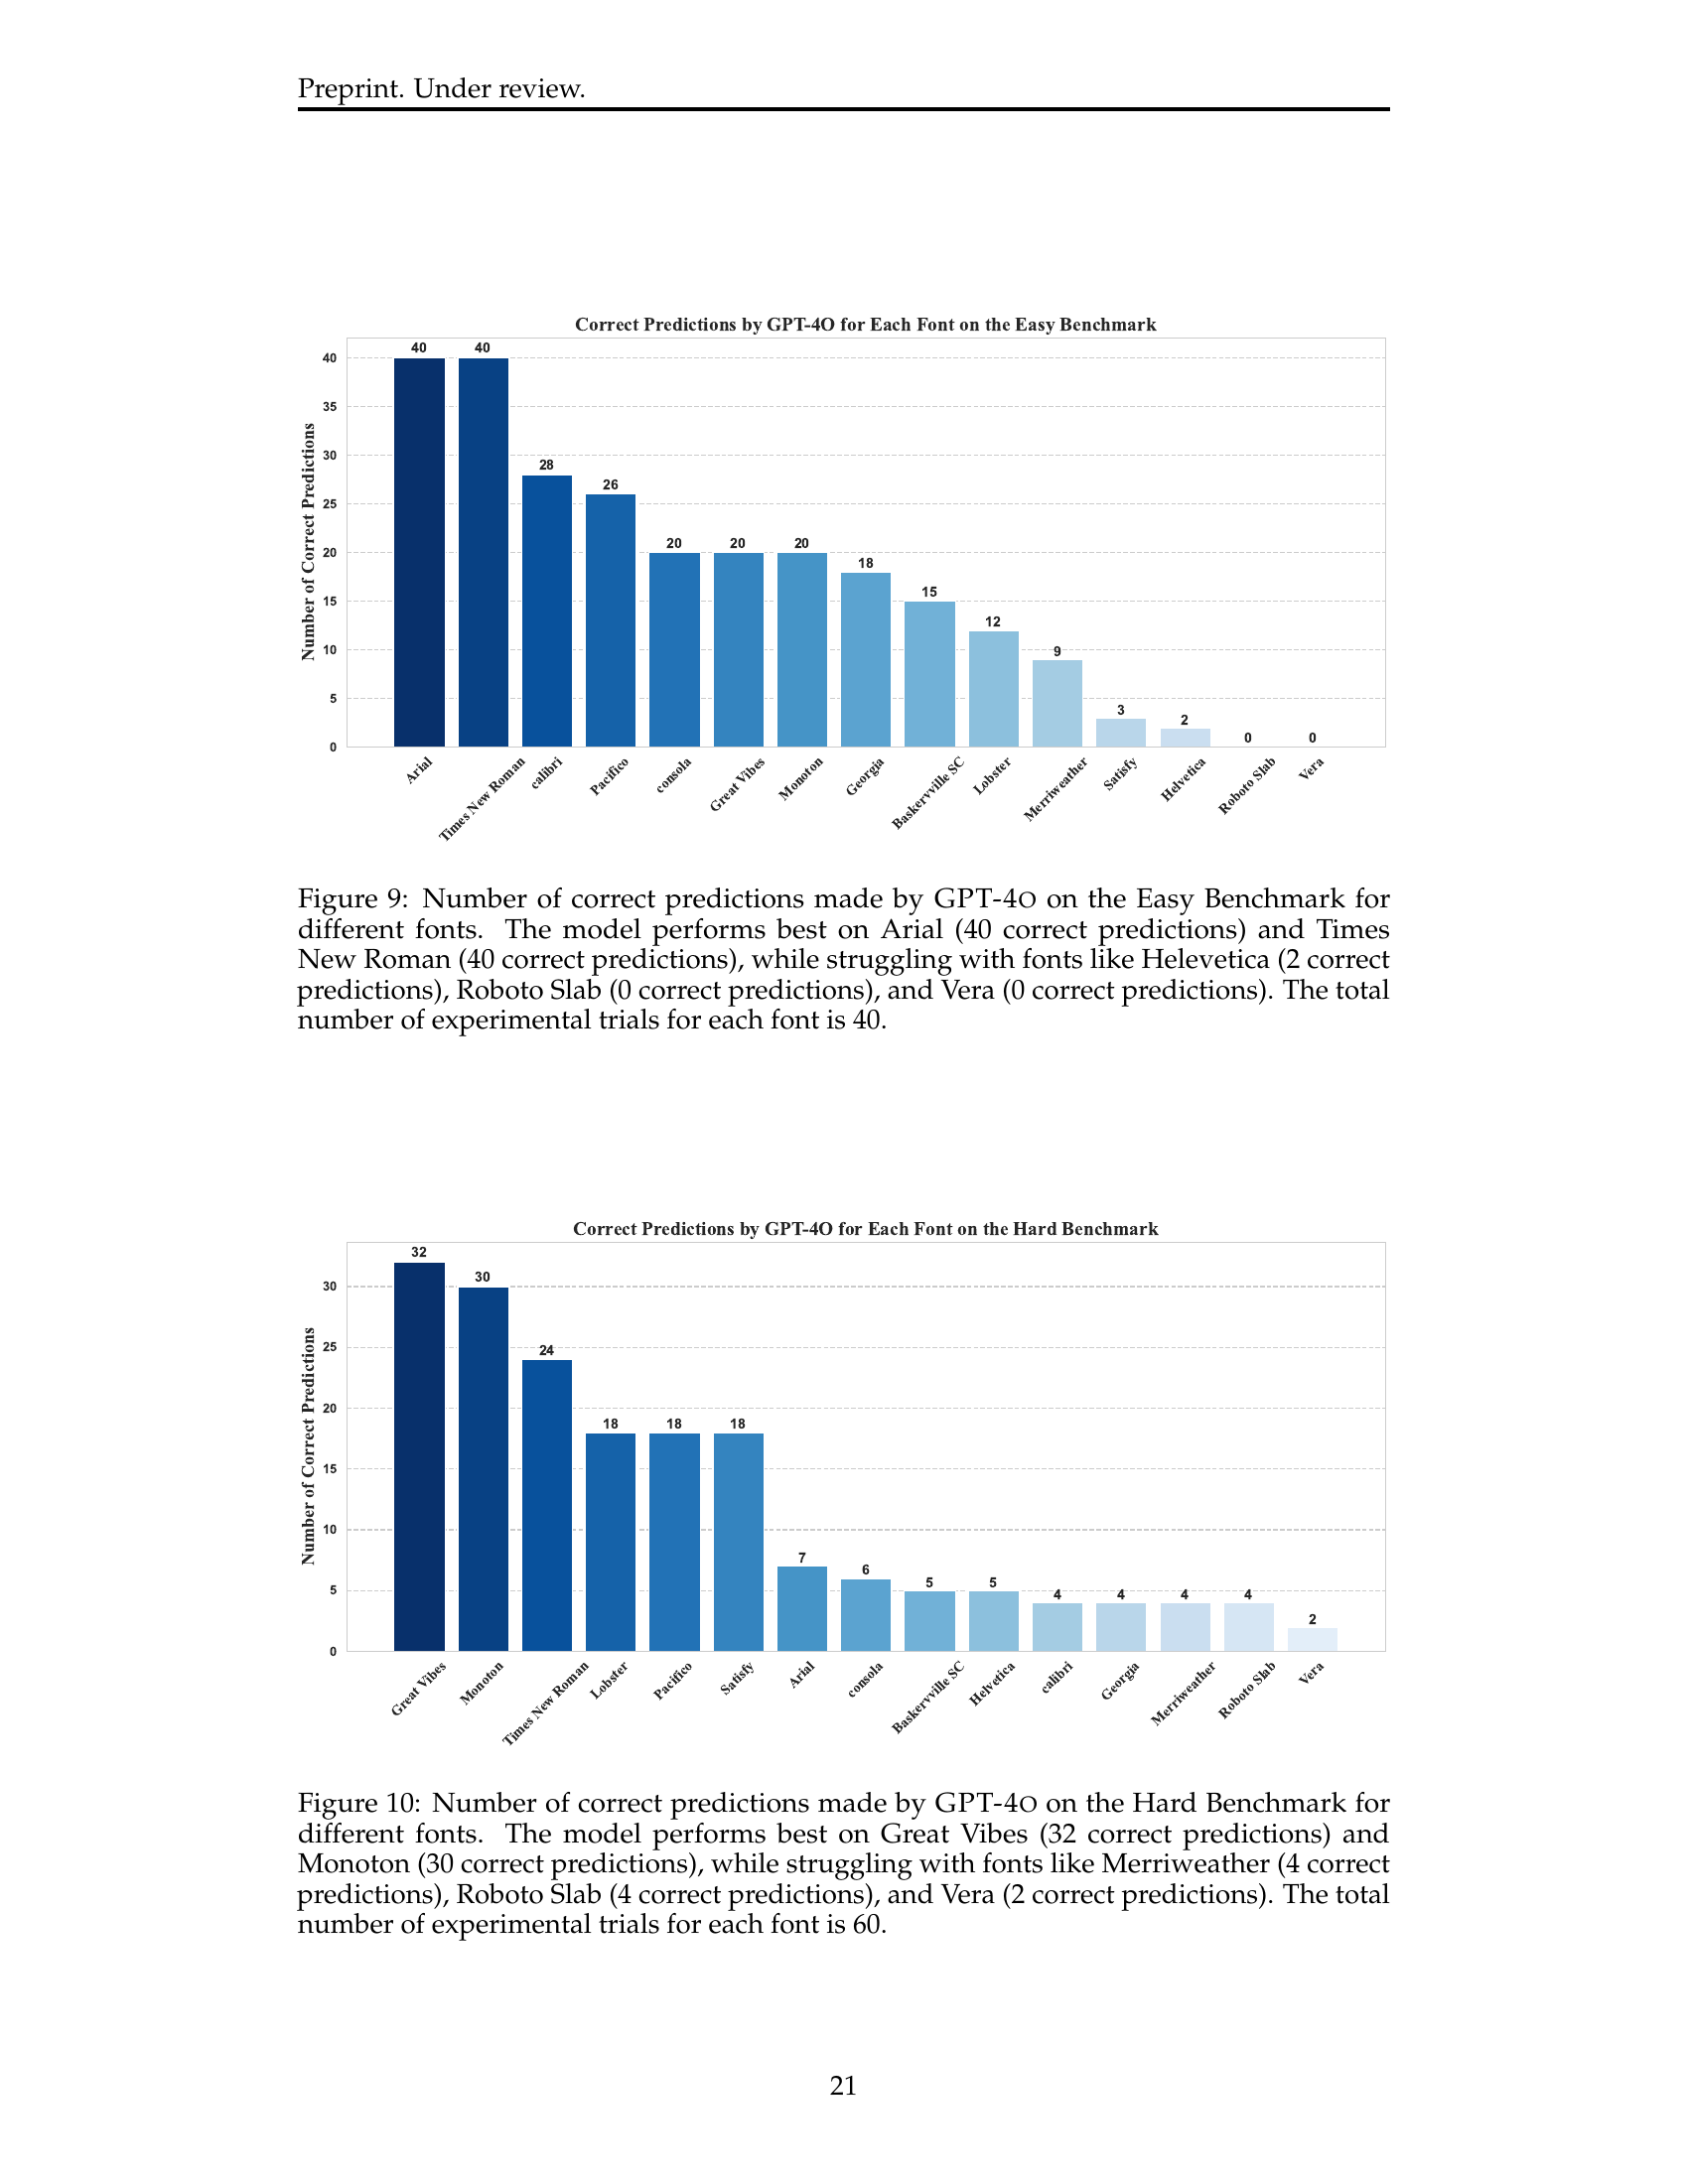 Preprint. Under review.
Correct Predictions by GPT-4O for Each Font on the Easy Benchmark
Number of Correct Predictions
40
35
30
25
20
15
10
5
0
40
40
28
26
20
20
20
18
15
12
9
3
2
0
0
Arial
Times New Roman
calibri
Pacifico
consola
Great Vibes
Monoton
Georgia
Baskervville SC
Lobster
Merriweather
Satisfy
Helvetica
Roboto Slab
Vera
Figure 9: Number of correct predictions made by GPT-4O on the Easy Benchmark for
different fonts. The model performs best on Arial (40 correct predictions) and Times
New Roman (40 correct predictions), while struggling with fonts like Helevetica (2 correct
predictions), Roboto Slab (0 correct predictions), and Vera (0 correct predictions). The total
number of experimental trials for each font is 40.
Correct Predictions by GPT-4O for Each Font on the Hard Benchmark
Number of Correct Predictions
30
25
20
15
10
5
0
32
30
24
18
18
18
7
6
5
5
4
4
4
4
2
Great Vibes
Monoton
Times New Roman
Lobster
Pacifico
Satisfy
Arial
consola
Baskervville SC
Helvetica
calibri
Georgia
Merriweather
Roboto Slab
Vera
Figure 10: Number of correct predictions made by GPT-4O on the Hard Benchmark for
different fonts. The model performs best on Great Vibes (32 correct predictions) and
Monoton (30 correct predictions), while struggling with fonts like Merriweather (4 correct
predictions), Roboto Slab (4 correct predictions), and Vera (2 correct predictions). The total
number of experimental trials for each font is 60.
21